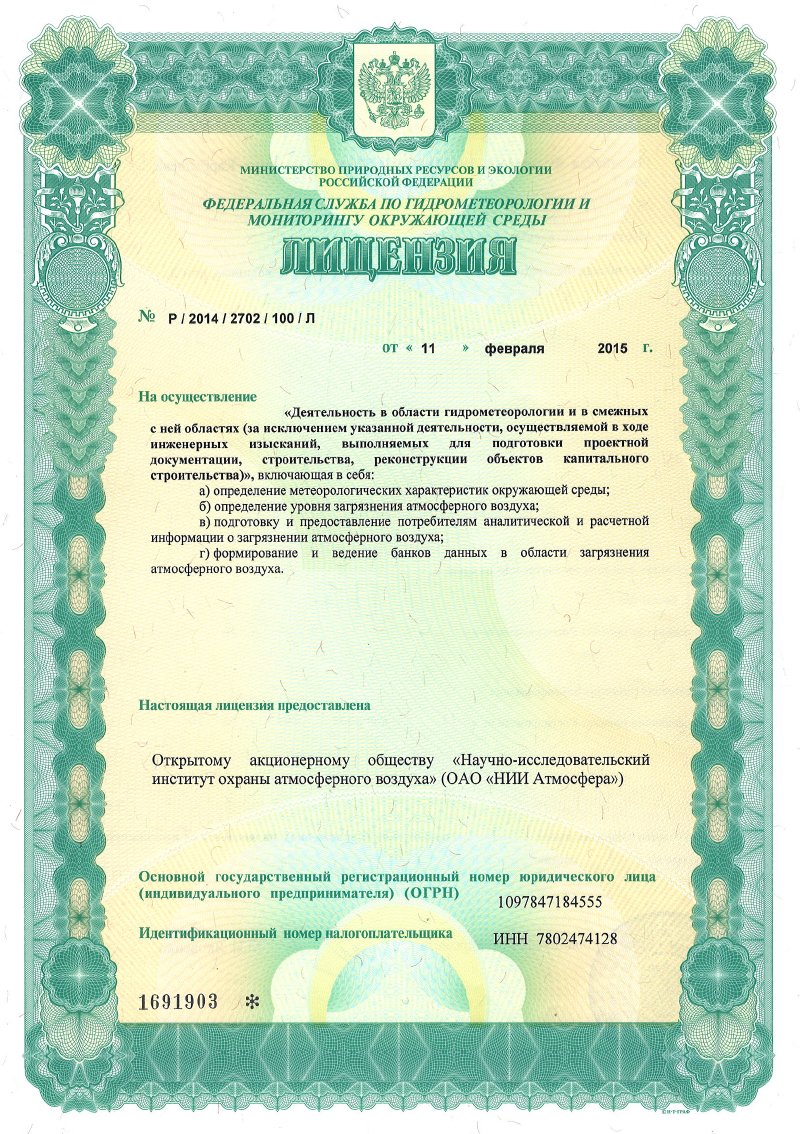 МИНИСТЕРСТВО ПРИРОДНЫХ РЕСУРСОВ И ЭКОЛОГИИ
РОССИЙСКОЙ ФЕДЕРАЦИИ
ФЕДЕРАЛЬНАЯ СЛУЖБА ПО ГИДРОМЕТЕОРОЛОГИИ И
МОНИТОРИНГУ ОКРУЖАЮЩЕЙ СРЕДЫ
ЛИЦЕНЗИЯ
№ Р / 2014 / 2702 / 100 / Л
от « 11 » февраля 2015 г.
На осуществление
«Деятельность в области гидрометеорологии и в смежных
с ней областях (за исключением указанной деятельности, осуществляемой в ходе
инженерных изысканий, выполняемых для подготовки проектной
документации, строительства, реконструкции объектов капитального
строительства)», включающая в себя:
а) определение метеорологических характеристик окружающей среды;
б) определение уровня загрязнения атмосферного воздуха;
в) подготовку и предоставление потребителям аналитической и расчетной
информации о загрязнении атмосферного воздуха;
г) формирование и ведение банков данных в области загрязнения
атмосферного воздуха.
Настоящая лицензия предоставлена
Открытому акционерному обществу «Научно-исследовательский
институт охраны атмосферного воздуха» (ОАО «НИИ Атмосфера»)
Основной государственный регистрационный номер юридического лица
(индивидуального предпринимателя) (ОГРН) 1097847184555
Идентификационный номер налогоплательщика ИНН 7802474128
1691903 *